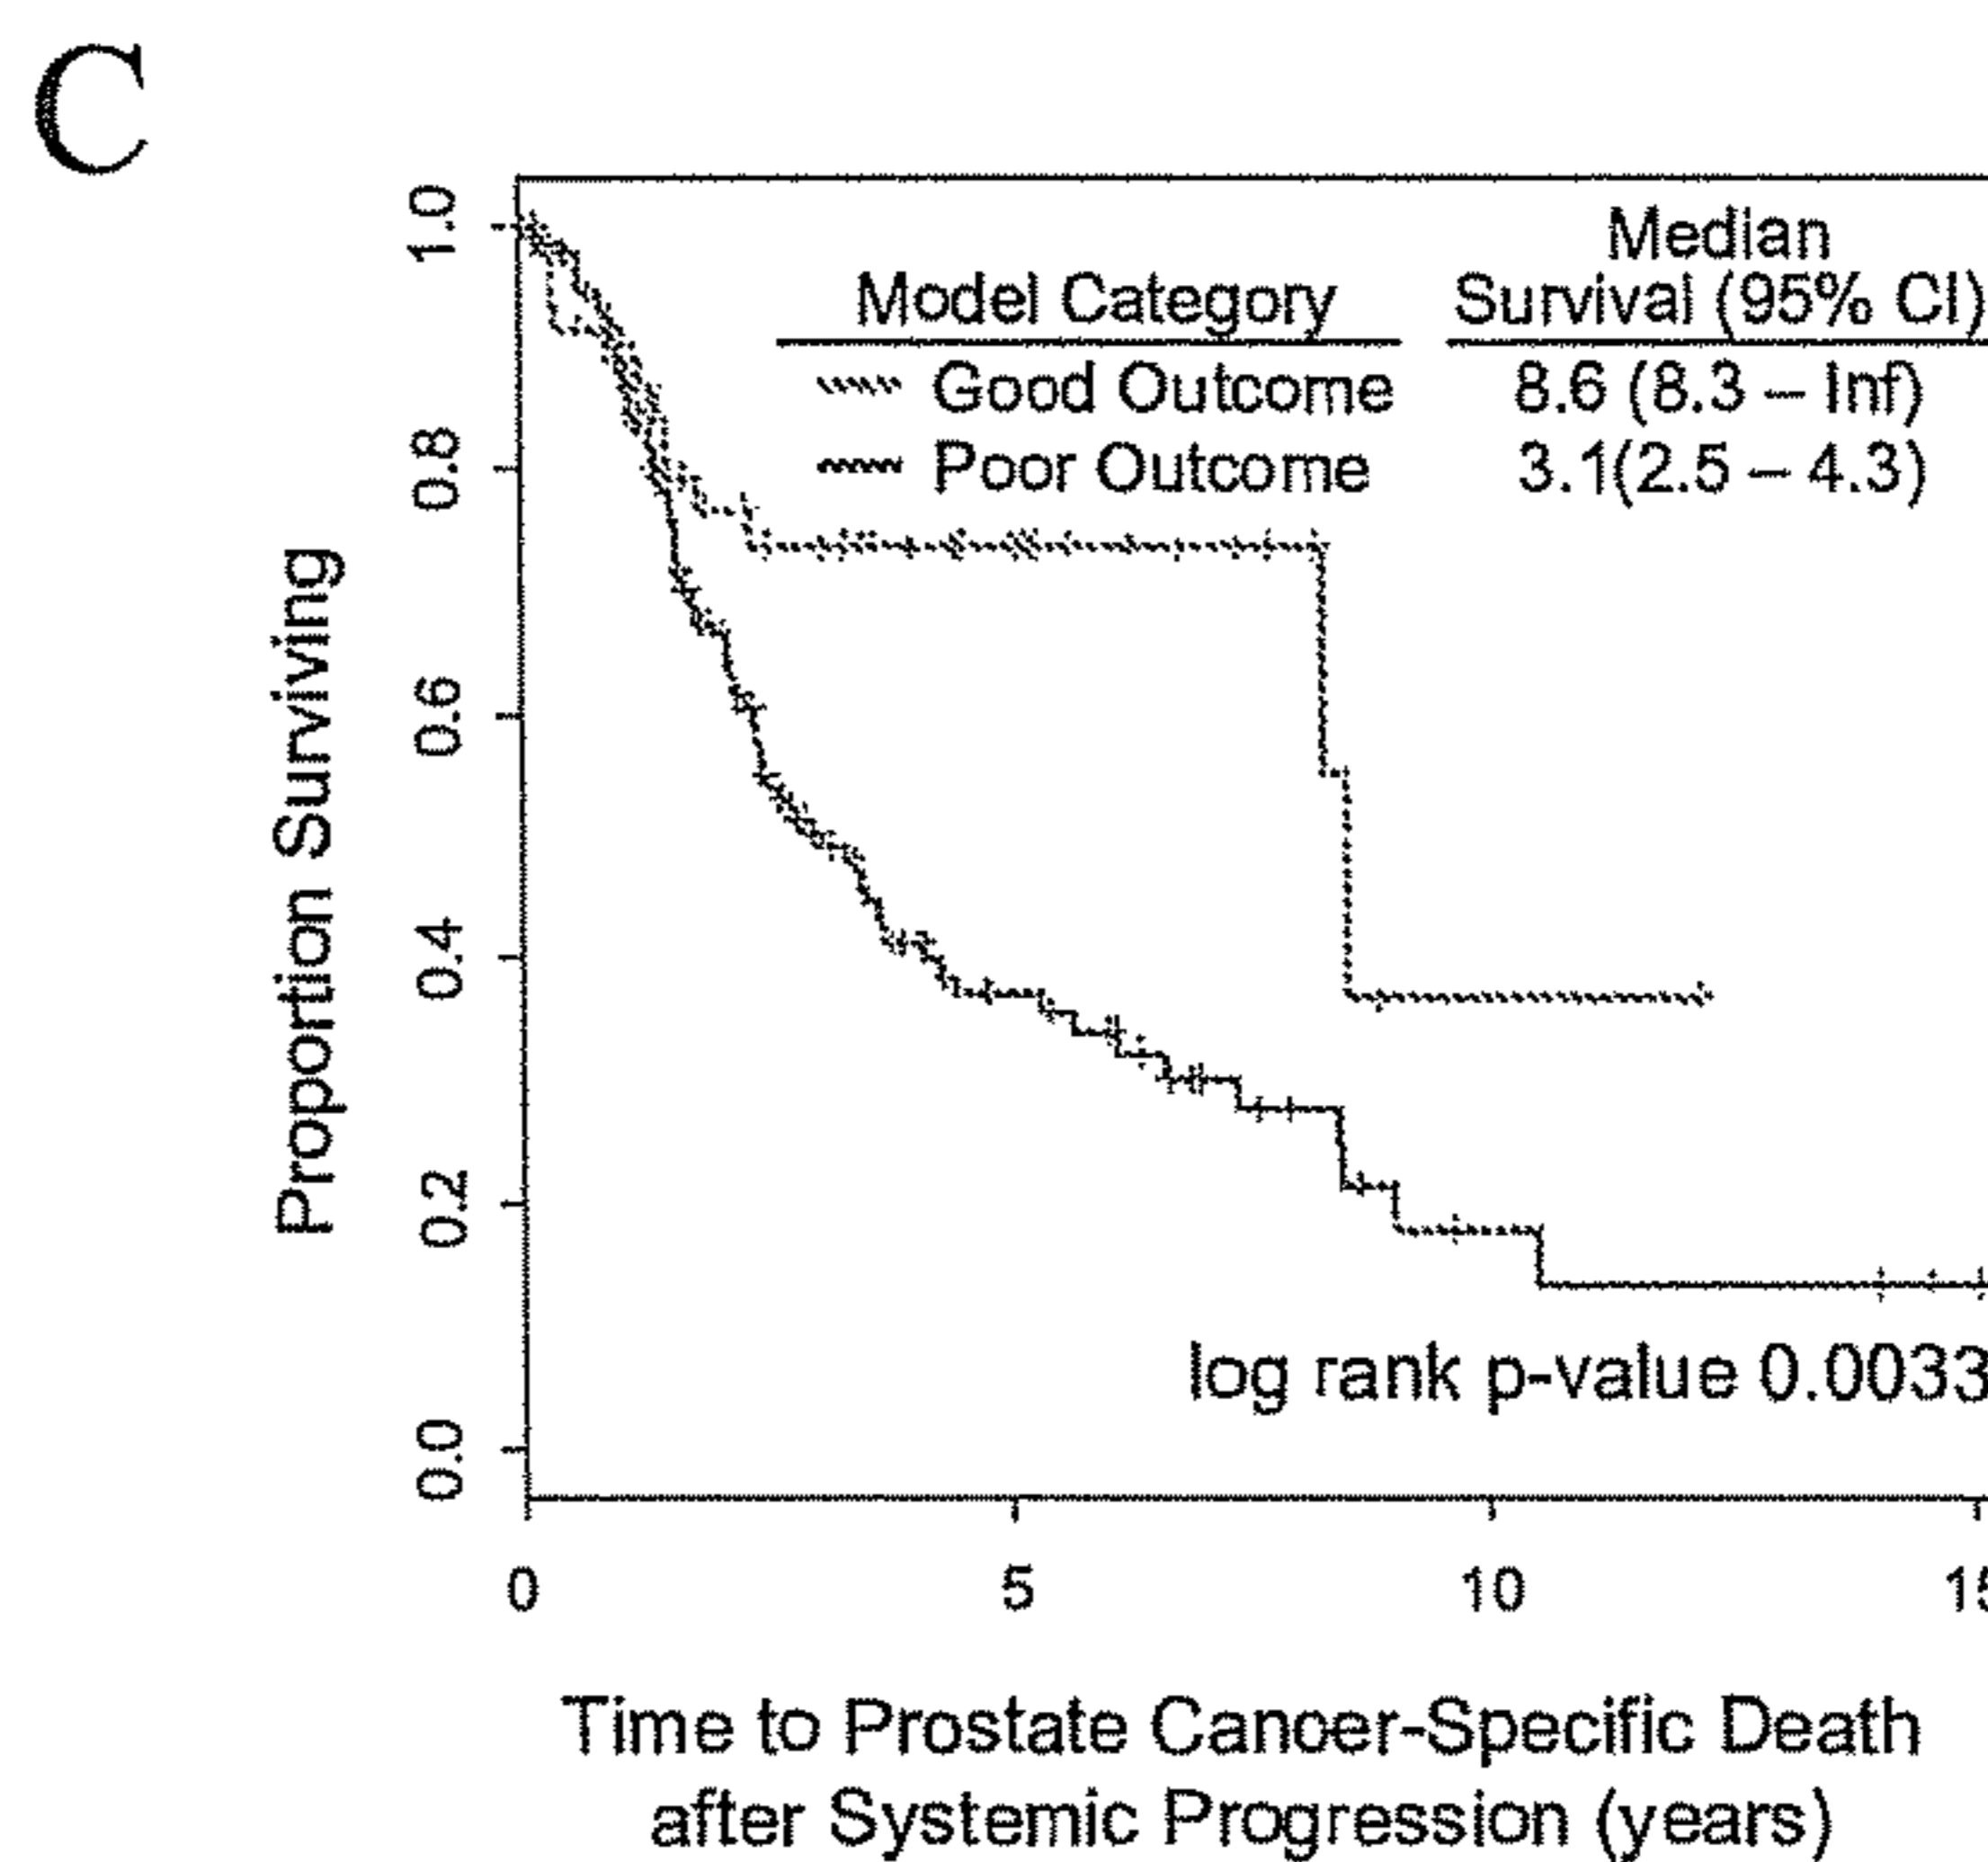 C
Median
Model Category Survival (95% CI)
Good Outcome 8.6 (8.3 – Inf)
Poor Outcome 3.1(2.5 – 4.3)
1.0
0.8
0.6
0.4
0.2
0.0
Proportion Surviving
log rank p-value 0.0033
0 5 10 15
Time to Prostate Cancer-Specific Death
after Systemic Progression (years)